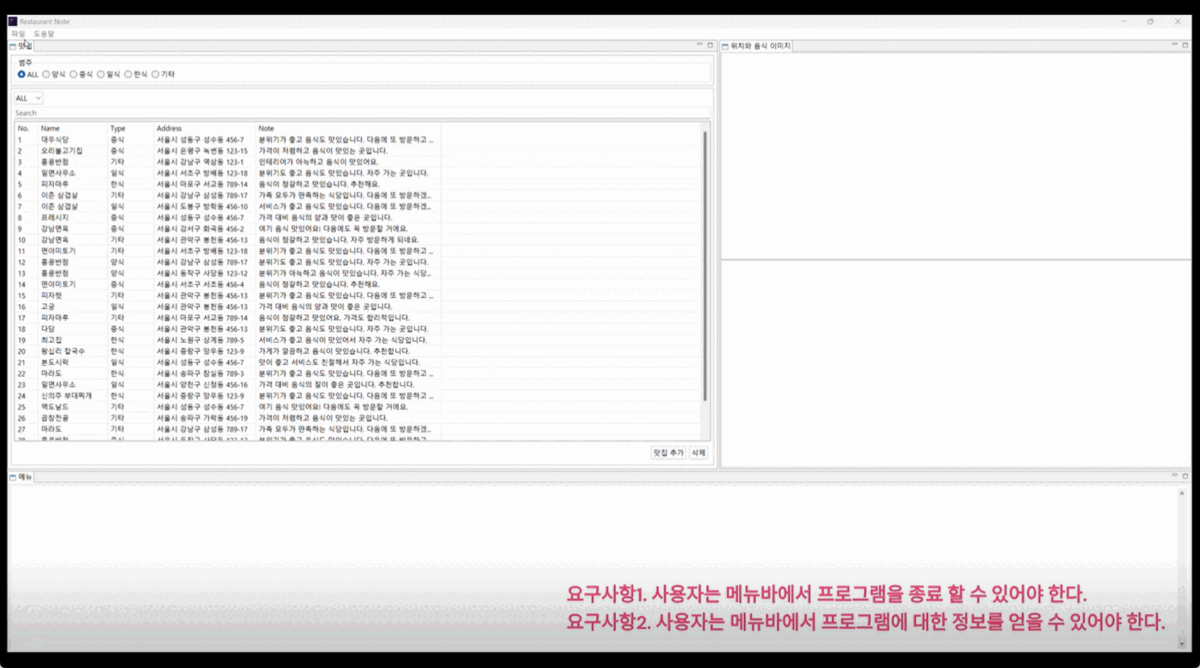 Restaurant Note
파일 도움말
맛집
위치와 음식 이미지
범주
ALL 양식 중식 일식 한식 기타
ALL
Search
No. Name Type Address Note
1 대우식당 중식 서울시 성동구 성수동 456-7 분위기가 좋고 음식도 맛있습니다. 다음에 또 방문하고 ...
2 오리불고기집 중식 서울시 은평구 녹번동 123-15 가격이 저렴하고 음식이 맛있는 곳입니다.
3 홍콩반점 기타 서울시 강남구 역삼동 123-1 인테리어가 아늑하고 음식이 맛있어요.
4 밀면사무소 일식 서울시 서초구 방배동 123-18 분위기도 좋고 음식도 맛있습니다. 자주 가는 곳입니다.
5 피자마루 한식 서울시 마포구 서교동 789-14 음식이 정갈하고 맛있습니다. 추천해요.
6 이춘 삼겹살 기타 서울시 강남구 삼성동 789-17 가족 모두가 만족하는 식당입니다. 다음에 또 방문하겠...
7 이춘 삼겹살 일식 서울시 도봉구 방학동 456-10 서비스가 좋고 음식도 맛있습니다. 다음에 또 방문하겠...
8 프레시지 중식 서울시 성동구 성수동 456-7 가격 대비 음식의 양과 맛이 좋은 곳입니다.
9 강남면옥 중식 서울시 강서구 화곡동 456-2 여기 음식 맛있어요! 다음에도 꼭 방문할 거에요.
10 강남면옥 기타 서울시 관악구 봉천동 456-13 음식이 정갈하고 맛있습니다. 자주 방문하게 되네요.
11 면야미토기 기타 서울시 서초구 방배동 123-18 분위기가 좋고 음식도 맛있습니다. 다음에 또 방문하고 ...
12 홍콩반점 중식 서울시 강남구 삼성동 789-17 분위기도 좋고 음식도 맛있습니다. 자주 가는 곳입니다.
13 홍콩반점 양식 서울시 동작구 사당동 123-12 분위기가 아늑하고 음식이 맛있습니다. 자주 가는 식당...
14 면야미토기 중식 서울시 서초구 서초동 456-4 음식이 정갈하고 맛있습니다. 추천해요.
15 피자헛 기타 서울시 관악구 봉천동 456-13 분위기가 좋고 음식도 맛있습니다. 다음에 또 방문하고 ...
16 고궁 일식 서울시 관악구 봉천동 456-13 가격 대비 음식의 양과 맛이 좋은 곳입니다.
17 피자마루 기타 서울시 마포구 서교동 789-14 음식이 정갈하고 맛있어요. 가격도 합리적입니다.
18 다담 중식 서울시 관악구 봉천동 456-13 분위기도 좋고 음식도 맛있습니다. 자주 가는 곳입니다.
19 최고집 한식 서울시 노원구 상계동 789-5 서비스가 좋고 음식이 맛있어서 자주 가는 식당입니다.
20 왕십리 칼국수 한식 서울시 중랑구 망우동 123-9 가게가 깔끔하고 음식이 맛있습니다. 추천합니다.
21 본도시락 일식 서울시 성동구 성수동 456-7 맛이 좋고 서비스도 친절해서 자주 가는 식당입니다.
22 마라도 한식 서울시 송파구 잠실동 789-3 분위기가 좋고 음식도 맛있습니다. 다음에 또 방문하고 ...
23 밀면사무소 일식 서울시 양천구 신정동 456-16 가격 대비 음식의 질이 좋은 곳입니다. 추천합니다.
24 신의주 부대찌개 한식 서울시 중랑구 망우동 123-9 분위기가 좋고 음식도 맛있습니다. 다음에 또 방문하고 ...
25 맥도날드 기타 서울시 성동구 성수동 456-7 여기 음식 맛있어요! 다음에도 꼭 방문할 거에요.
26 곱창전골 기타 서울시 송파구 가락동 456-19 가격이 저렴하고 음식이 맛있는 곳입니다.
27 마라도 기타 서울시 강남구 삼성동 789-17 가족 모두가 만족하는 식당입니다. 다음에 또 방문하겠...
맛집 추가 삭제
메뉴
요구사항1. 사용자는 메뉴바에서 프로그램을 종료 할 수 있어야 한다.
요구사항2. 사용자는 메뉴바에서 프로그램에 대한 정보를 얻을 수 있어야 한다.